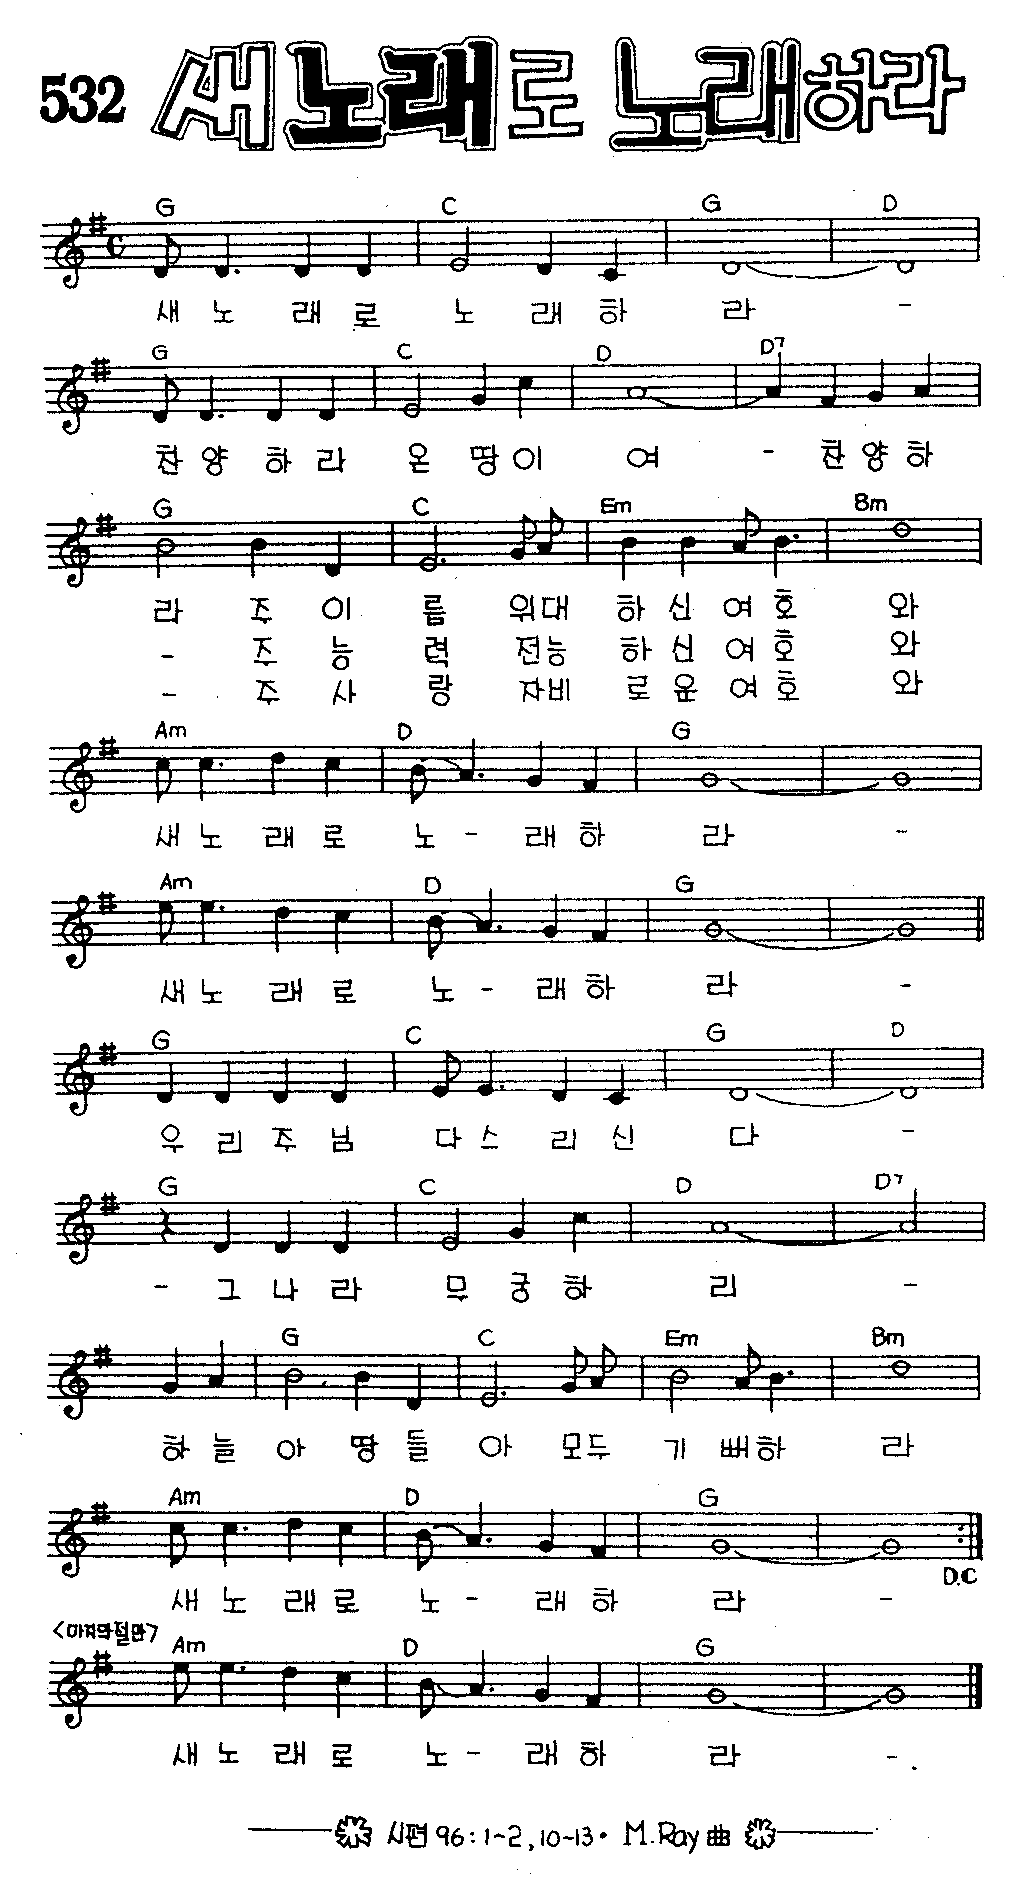 532 새 노래로 노래하라
G C G D
새 노 래 로 노 래 하 라 -
G C D D7
찬 양 하 라 온 땅 이 여 - 찬 양 하
G C Em Bm
라 주 이 름 위대 하 신 여 호 와
- 주 능 력 전능 하 신 여 호 와
- 주 사 랑 자비 로 운 여 호 와
Am D G
새 노 래 로 노 - 래 하 라 -
Am D G
새 노 래 로 노 - 래 하 라 -
G C G D
우 리 주 님 다 스 리 신 다 -
G C D D7
- 그 나 라 무 궁 하 리 -
G C Em Bm
하 늘 아 땅 들 아 모두 기 뻐하 라
Am D G
D.C
새 노 래 로 노 - 래 하 라 -
<마지막절만>
Am D G
새 노 래 로 노 - 래 하 라 -
시편 96 : 1~2, 10~13 · M. Ray 曲